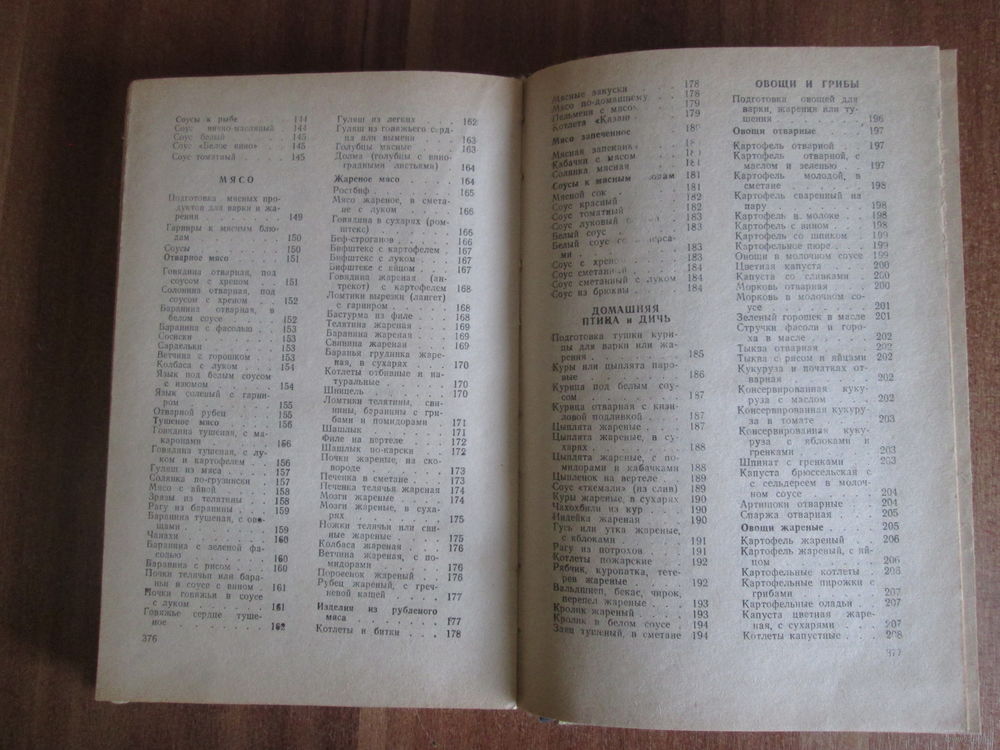 Соусы к рыбе 144
Соус яично-масляный 144
Соус белый 145
Соус «Белое вино» 145
Соус томатный 145
МЯСО
Подготовка мясных про-
дуктов для варки и жа-
рения 149
Гарниры к мясным блю-
дам 150
Соусы 150
Отварное мясо 151
Говядина отварная, под
соусом с хреном 151
Солонина отварная, под
соусом с хреном 152
Баранина отварная, в
белом соусе 152
Баранина с фасолью 153
Сосиски 153
Сардельки 153
Ветчина с горошком 153
Колбаса с луком 154
Язык под белым соусом
с изюмом 154
Язык соленый с гарни-
ром 155
Отварной рубец 155
Тушеное мясо 156
Говядина тушеная, с ма-
каронами 156
Говядина тушеная, с лу-
ком и картофелем 156
Гуляш из мяса 157
Солянка по-грузински 157
Мясо с айвой 158
Зразы из телятины 158
Рагу из баранины 159
Баранина тушеная, с ово-
щами 159
Чанахи 160
Баранина с зеленой фа-
солью 160
Баранина с рисом 160
Почки телячьи или бара-
ньи в соусе с вином 161
Почки говяжьи в соусе
с луком 161
Говяжье сердце туше-
ное 162
376
Гуляш из легких 162
Гуляш из говяжьего серд-
ца или вымени 163
Голубцы мясные 163
Долма (голубцы с вино-
градными листьями) 164
Жареное мясо 164
Ростбиф 165
Мясо жареное, в смета-
не с луком 166
Говядина в сухарях (ром-
штекс) 166
Беф-строганов 166
Бифштекс с картофелем 167
Бифштекс с луком 167
Бифштекс с яйцом 167
Говядина жареная (ан-
трекот) с картофелем 168
Ломтики вырезки (лангет)
с гарниром 168
Бастурма из филе 168
Телятина жареная 169
Баранина жареная 169
Свинина жареная 169
Баранья грудинка жаре-
ная, в сухарях 170
Котлеты отбивные и на-
туральные 170
Шницель 170
Ломтики телятины, сви-
нины, баранины с гри-
бами и помидорами 171
Шашлык 171
Филе на вертеле 172
Шашлык по-карски 172
Почки жареные, на ско-
вороде 173
Печенка в сметане 173
Печенка телячья жареная 174
Мозги жареные 174
Мозги жареные, в суха-
рях 175
Ножки телячьи или сви-
ные жареные 175
Колбаса жареная 176
Ветчина жареная, с по-
мидорами 176
Поросенок жареный 176
Рубец жареный, с греч-
невой кашей 177
Изделия из рубленого
мяса 177
Котлеты и битки 178
Мясные закуски 178
Мясо по-домашнему 178
Пельмени с мясом 179
Котлета «Казан 179
Мясо запеченное
Мясная запеканка
Кабачки с мясом
Солянка мясная 181
Соусы к мясным 181
Мясной сок 181
Соус красный 182
Соус томатный 182
Соус луковый 183
Белый соус 183
Белый соус
ми 183
Соус с хреном 183
Соус сметанный 184
Соус сметанный с луком 184
Соус из брюквы 184
ДОМАШНЯЯ
ПТИЦА и ДИЧЬ
Подготовка тушки кури-
цы для варки или жа-
рения 185
Куры или цыплята паро-
вые 186
Курица под белым соу-
сом 187
Курица отварная с кизи-
ловой подливкой 187
Цыплята жареные 187
Цыплята жареные, в су-
харях 188
Цыплята жареные, с по-
мидорами и кабачками 188
Цыпленок на вертеле 189
Соус «ткемали» (из слив) 189
Куры жареные, в сухарях 190
Чахохбили из кур 190
Индейка жареная 190
Гусь или утка жареные,
с яблоками 191
Рагу из потрохов 191
Котлеты пожарские 192
Рябчик, куропатка, тете-
рев жареные 192
Вальдшнеп, бекас, чирок,
перепел жареные 193
Кролик жареный 193
Кролик в белом соусе 194
Заяц тушеный, в сметане 194
ОВОЩИ И ГРИБЫ
Подготовка овощей для
варки, жарения или ту-
шения 196
Овощи отварные 197
Картофель отварной 197
Картофель отварной, с
маслом и зеленью 197
Картофель молодой, в
сметане 198
Картофель сваренный на
пару 198
Картофель в молоке 198
Картофель с вином 198
Картофель со шпиком 199
Картофельное пюре 199
Овощи в молочном соусе 199
Цветная капуста 200
Капуста со сливками 200
Морковь отварная 200
Морковь в молочном со-
усе 201
Зеленый горошек в масле 201
Стручки фасоли и горо-
ха в масле 202
Тыква отварная 202
Тыква с рисом и яйцами 202
Кукуруза в початках от-
варная 202
Консервированная куку-
руза с маслом 202
Консервированная кукуру-
за в томате 203
Консервированная куку-
куруза с яблоками и
гренками 203
Шпинат с гренками 203
Капуста брюссельская с
с сельдереем в молоч-
ном соусе 204
Артишоки отварные 204
Спаржа отварная 205
Овощи жареные 205
Картофель жареный 206
Картофель жареный, с яй-
цом 206
Картофельные котлеты 206
Картофельные пирожки с
грибами 207
Картофельные оладьи 207
Капуста цветная жаре-
ная, с сухарями 207
Котлеты капустные 208
377